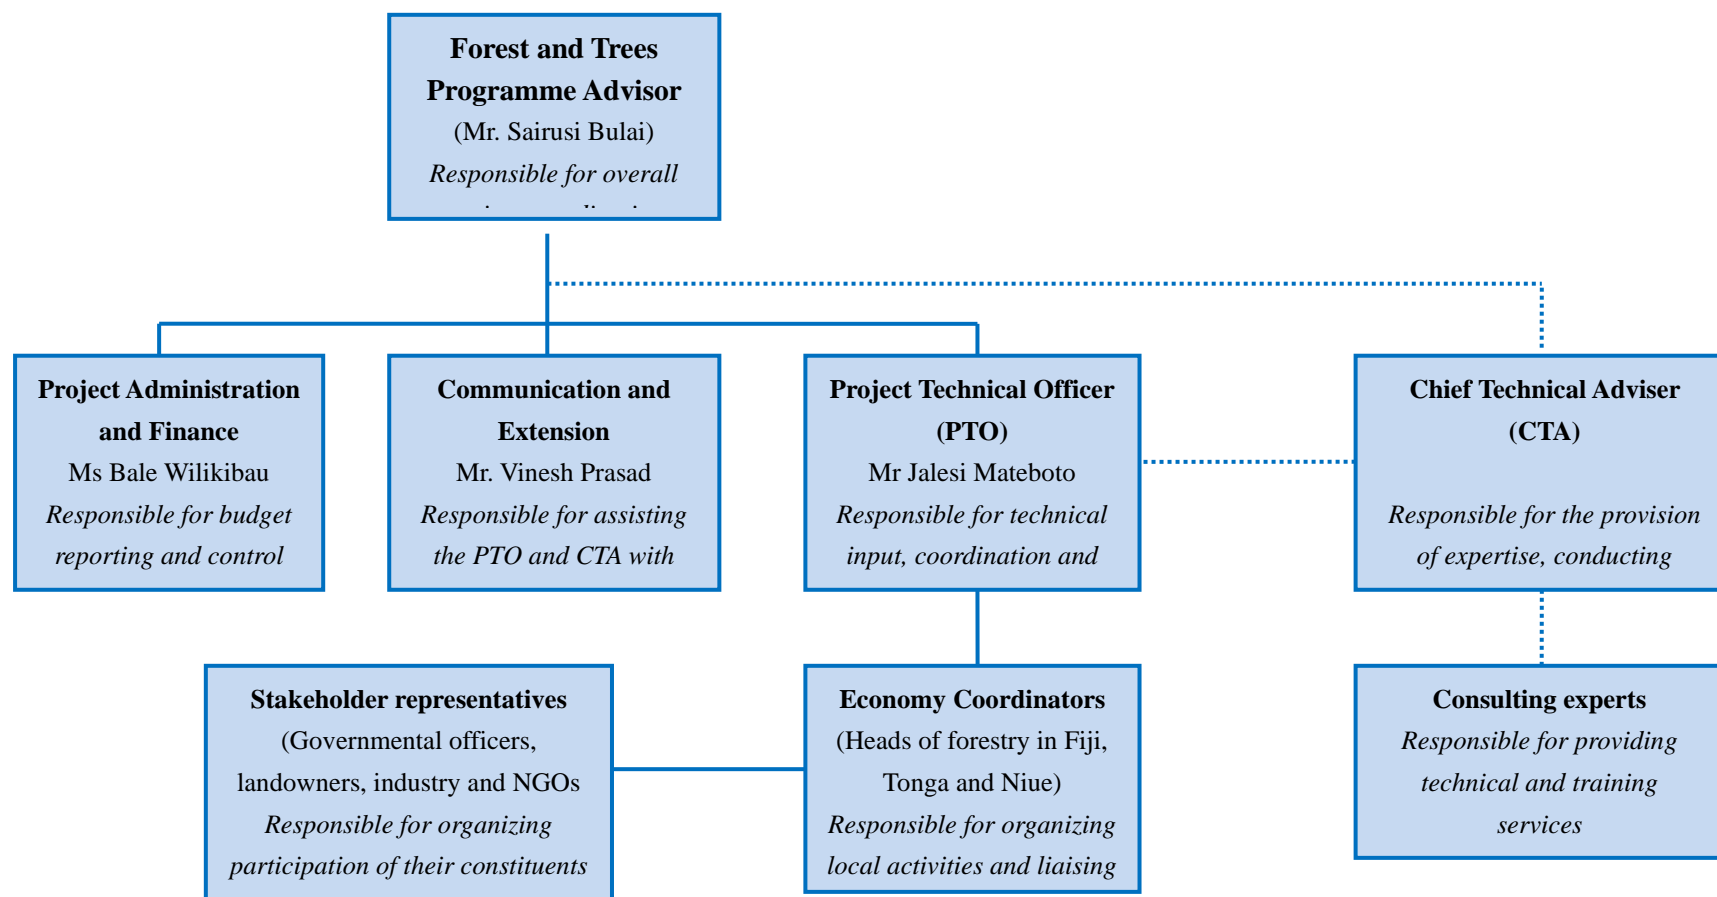 Forest and Trees
Programme Advisor
(Mr. Sairusi Bulai)
Responsible for overall
Project Administration
and Finance
Ms Bale Wilikibau
Responsible for budget
reporting and control
Communication and
Extension
Mr. Vinesh Prasad
Responsible for assisting
the PTO and CTA with
Project Technical Officer
(PTO)
Mr Jalesi Mateboto
Responsible for technical
input, coordination and
Chief Technical Adviser
(CTA)
Responsible for the provision
of expertise, conducting
Stakeholder representatives
(Governmental officers,
landowners, industry and NGOs
Responsible for organizing
participation of their constituents
Economy Coordinators
(Heads of forestry in Fiji,
Tonga and Niue)
Responsible for organizing
local activities and liaising
Consulting experts
Responsible for providing
technical and training
services